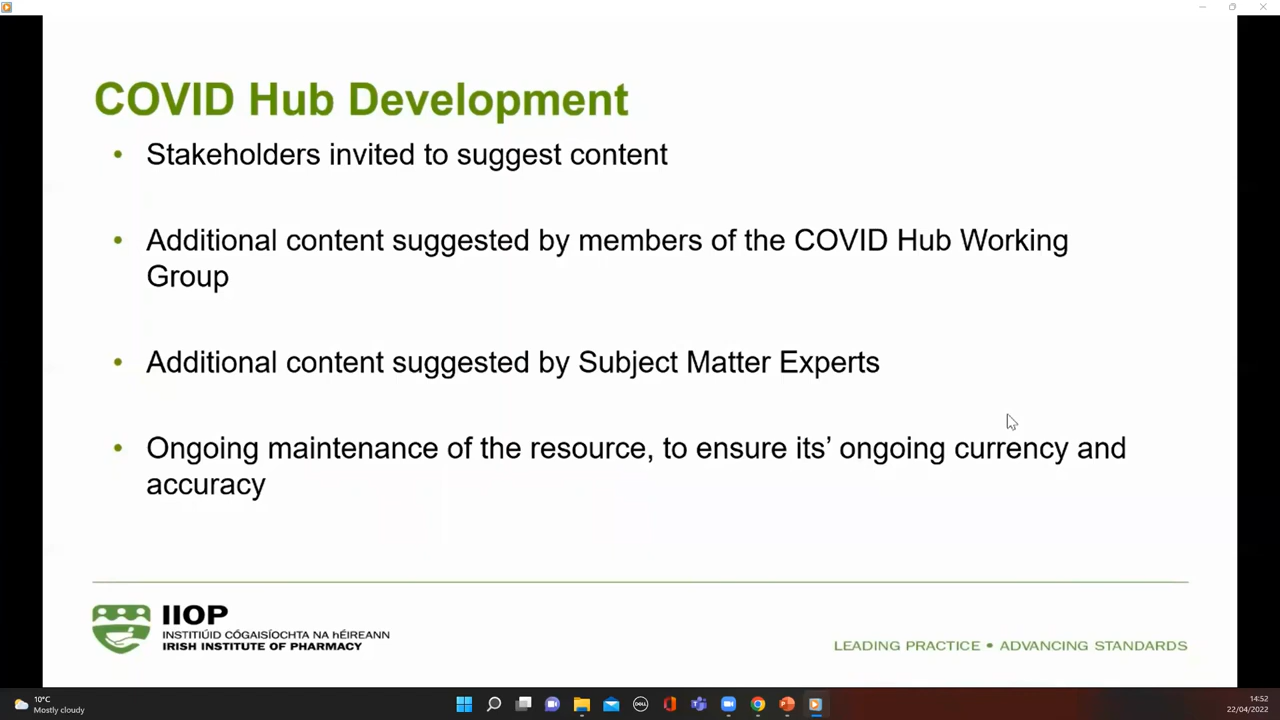 COVID Hub Development
• Stakeholders invited to suggest content
• Additional content suggested by members of the COVID Hub Working
Group
• Additional content suggested by Subject Matter Experts
• Ongoing maintenance of the resource, to ensure its’ ongoing currency and
accuracy
IIOP
INSTITIÚID CÓGAISÍOCHTA NA hÉIREANN
IRISH INSTITUTE OF PHARMACY
LEADING PRACTICE • ADVANCING STANDARDS
10°C
Mostly cloudy
DELL
14:52
22/04/2022